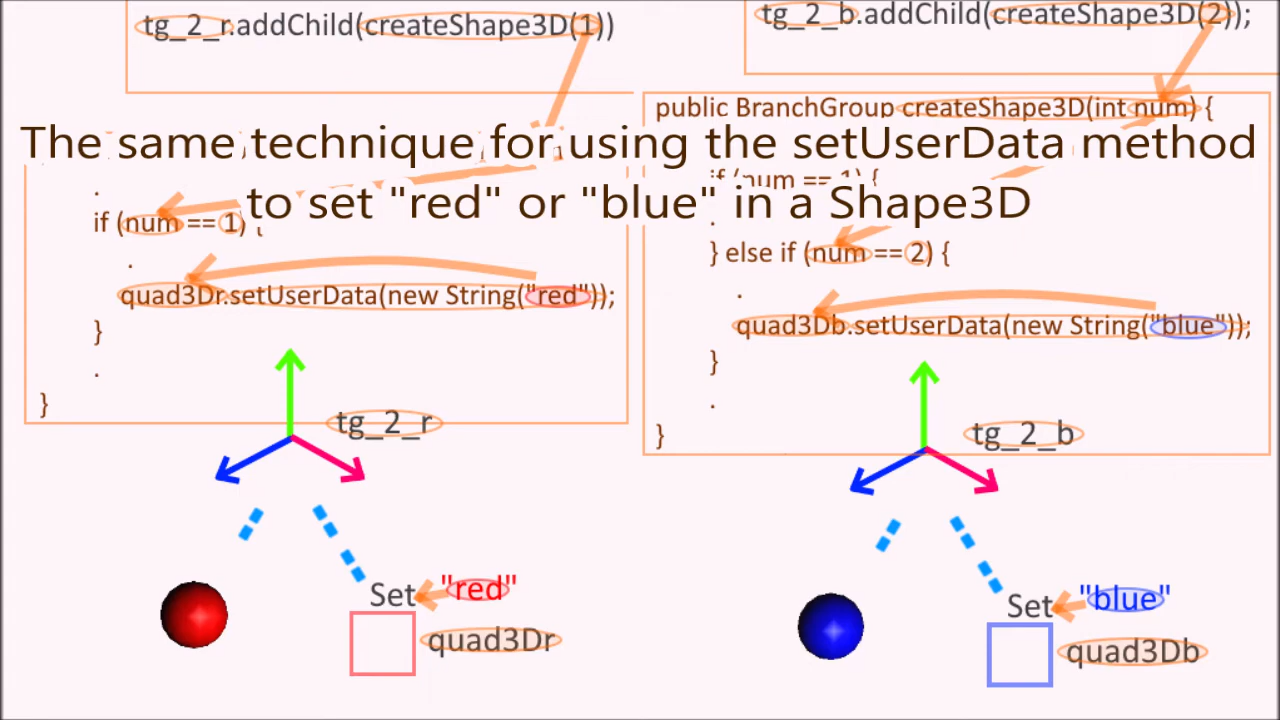 tg_2_r.addChild(createShape3D(1))
tg_2_b.addChild(createShape3D(2));
public BranchGroup createShape3D(int num) {
The same technique for using the setUserData method
to set "red" or "blue" in a Shape3D
.
if (num == 1) {
.
quad3Dr.setUserData(new String("red"));
}
.
}
if (num == 1) {
.
} else if (num == 2) {
.
quad3Db.setUserData(new String("blue"));
}
.
}
tg_2_r
tg_2_b
Set "red"
quad3Dr
Set "blue"
quad3Db